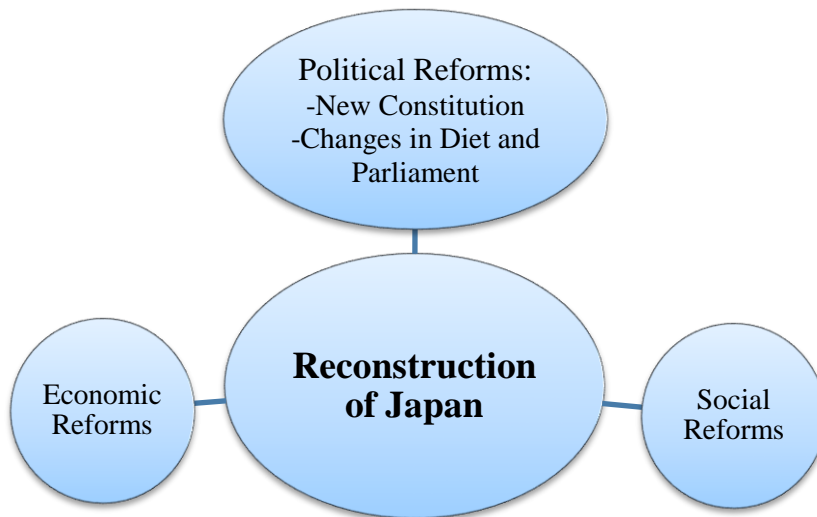 Political Reforms:
-New Constitution
-Changes in Diet and
Parliament
Reconstruction
of Japan
Economic
Reforms
Social
Reforms